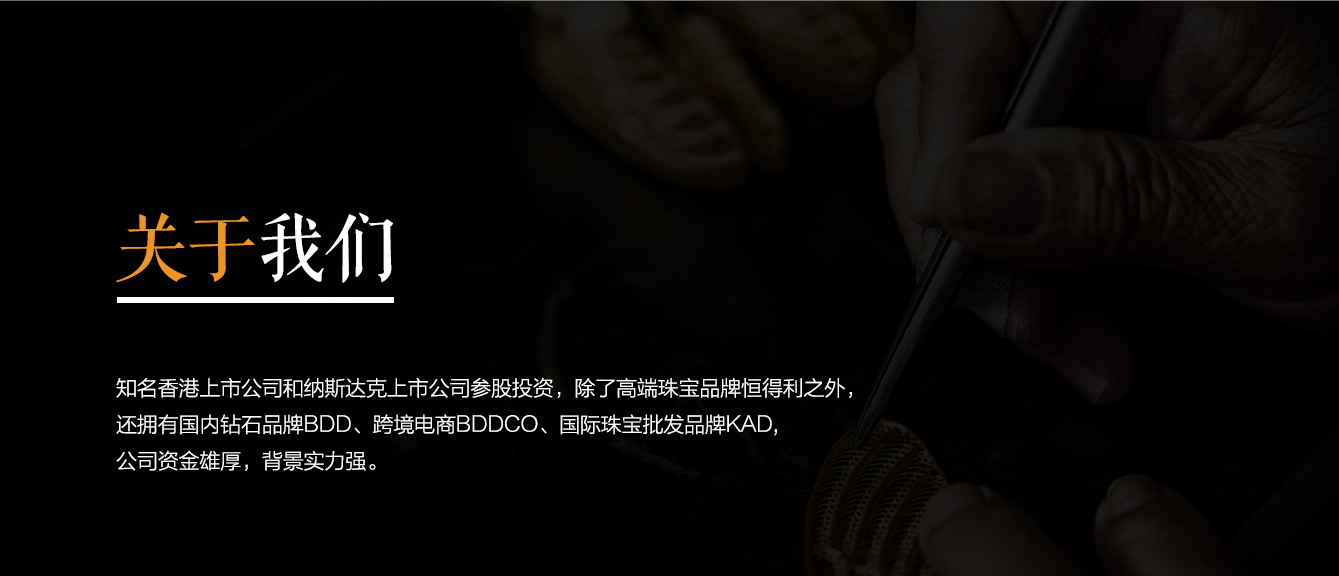 关于我们
知名香港上市公司和纳斯达克上市公司参股投资，除了高端珠宝品牌恒得利之外，
还拥有国内钻石品牌BDD、跨境电商BDDCO、国际珠宝批发品牌KAD,
公司资金雄厚，背景实力强。